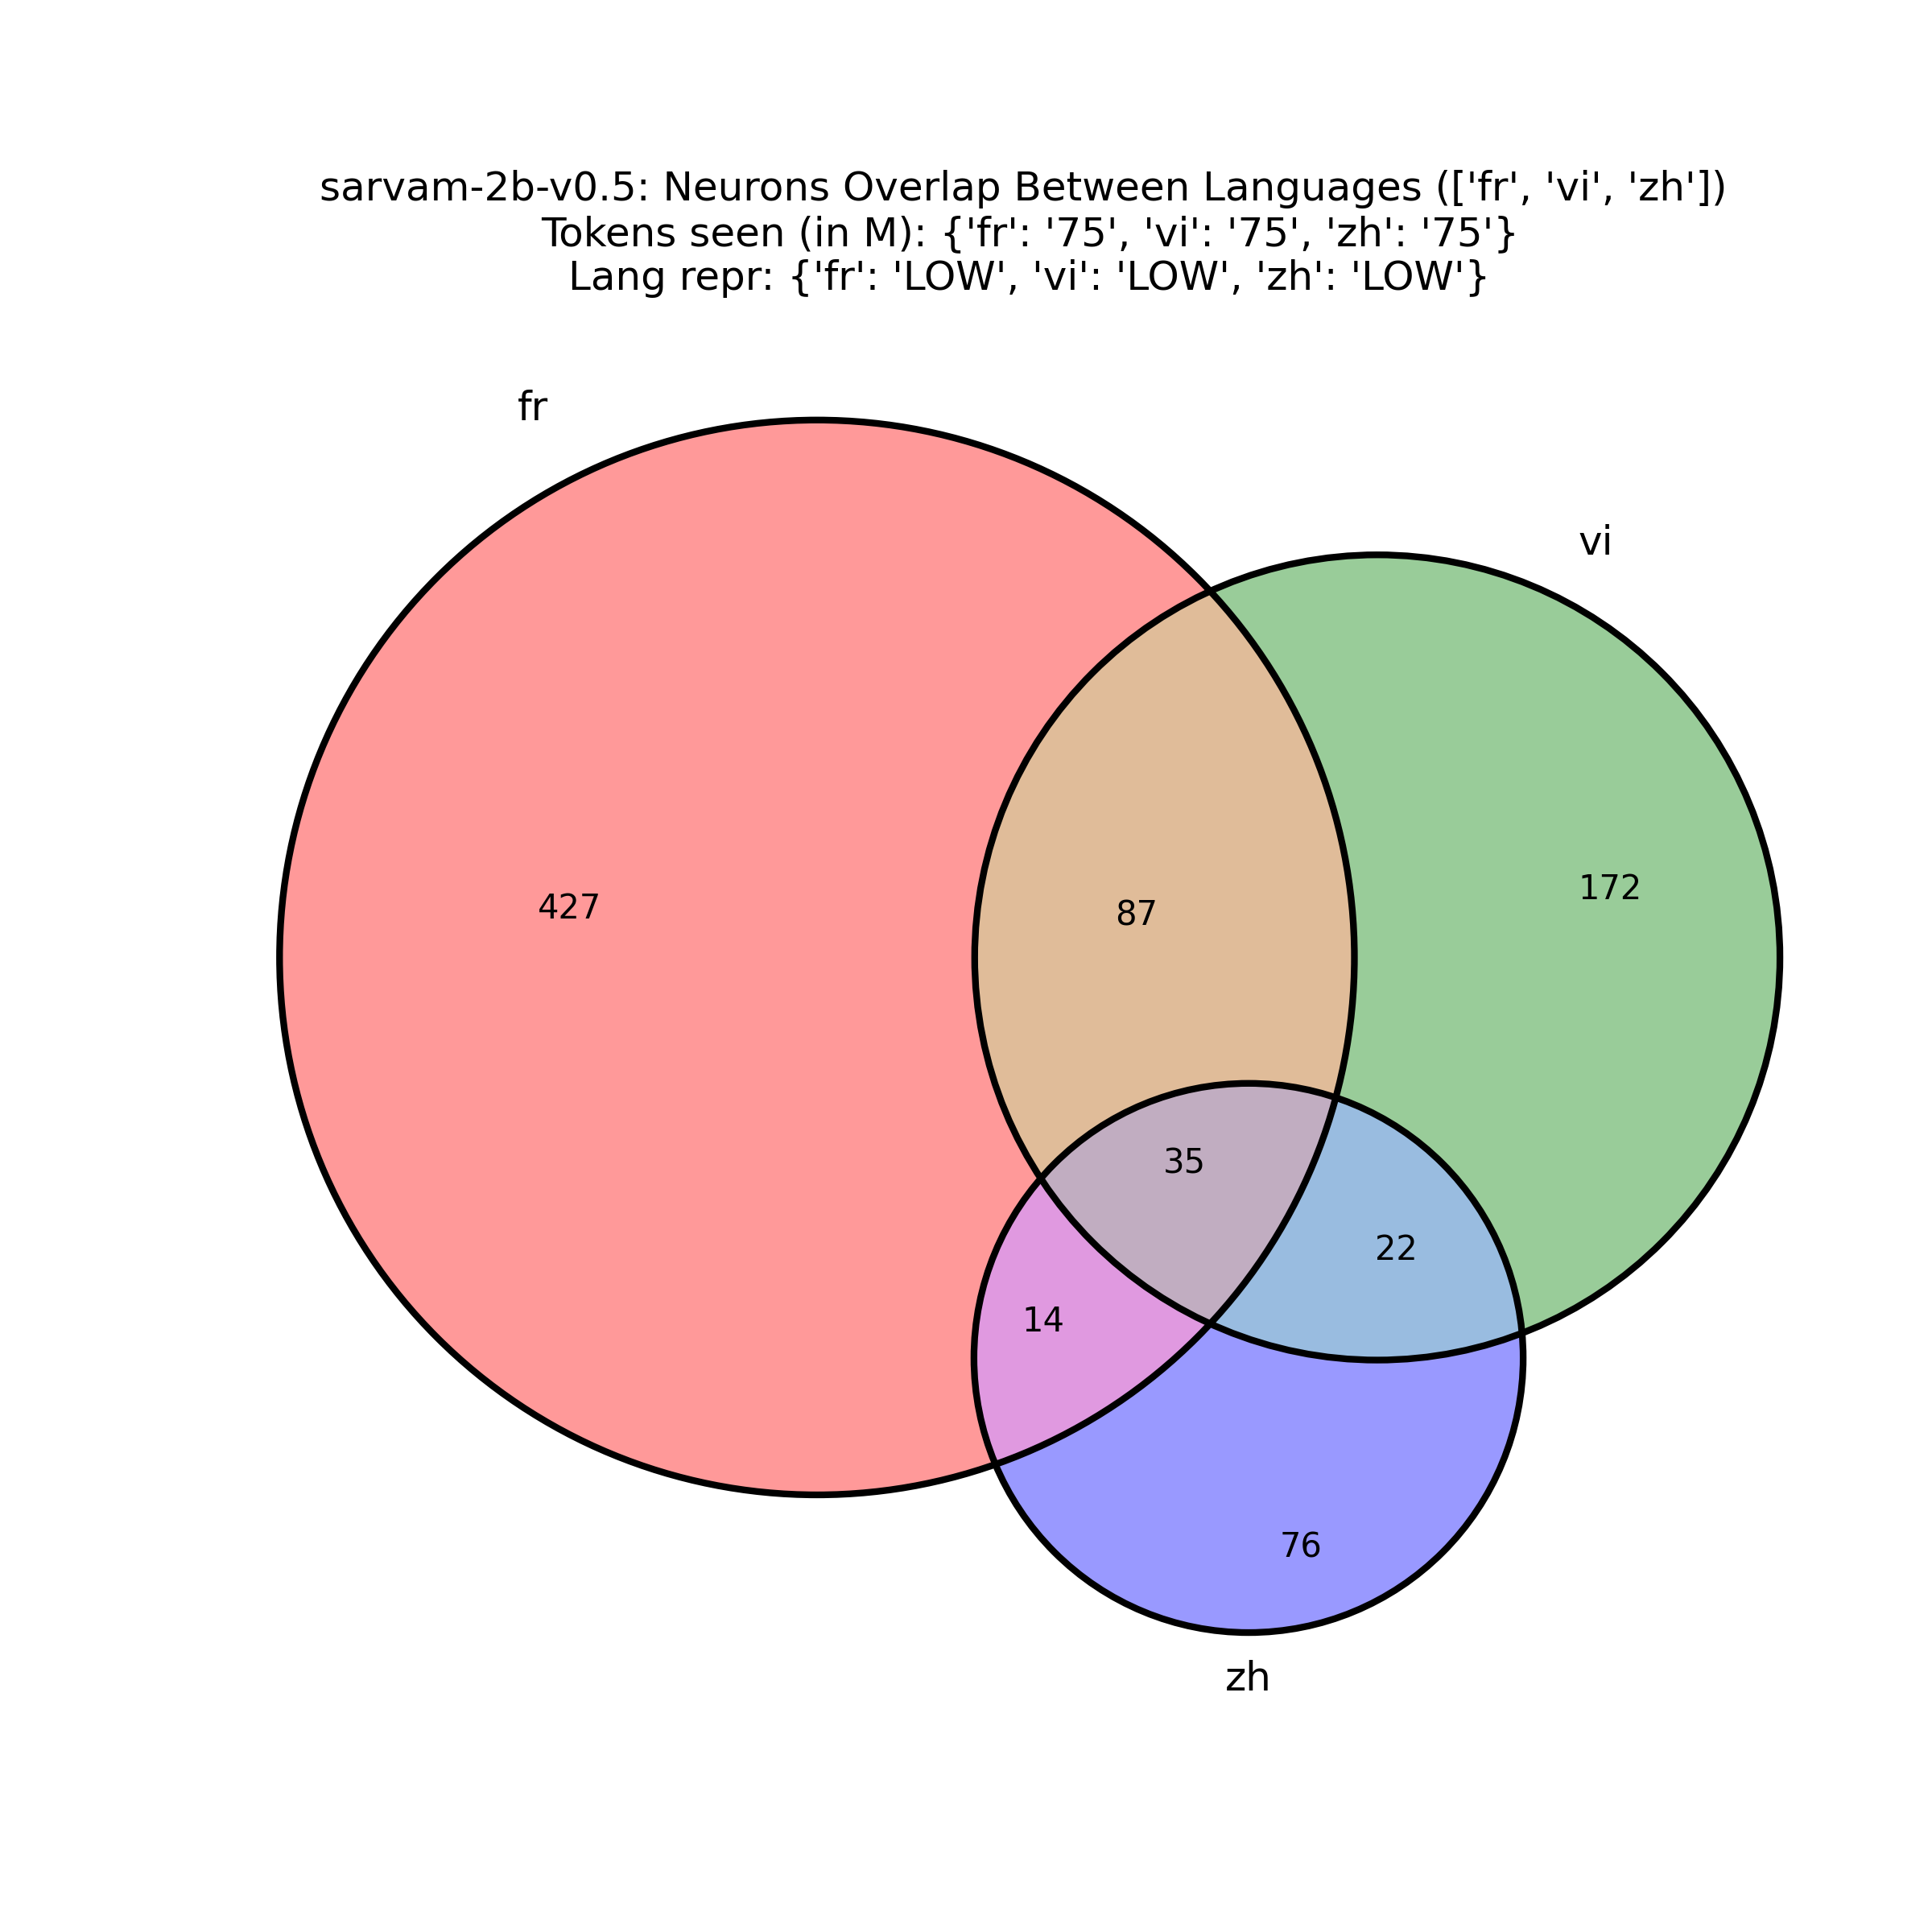 sarvam-2b-v0.5: Neurons Overlap Between Languages (['fr', 'vi', 'zh'])
Tokens seen (in M): {'fr': '75', 'vi': '75', 'zh': '75'}
Lang repr: {'fr': 'LOW', 'vi': 'LOW', 'zh': 'LOW'}
fr
vi
427
87
172
35
22
14
76
zh